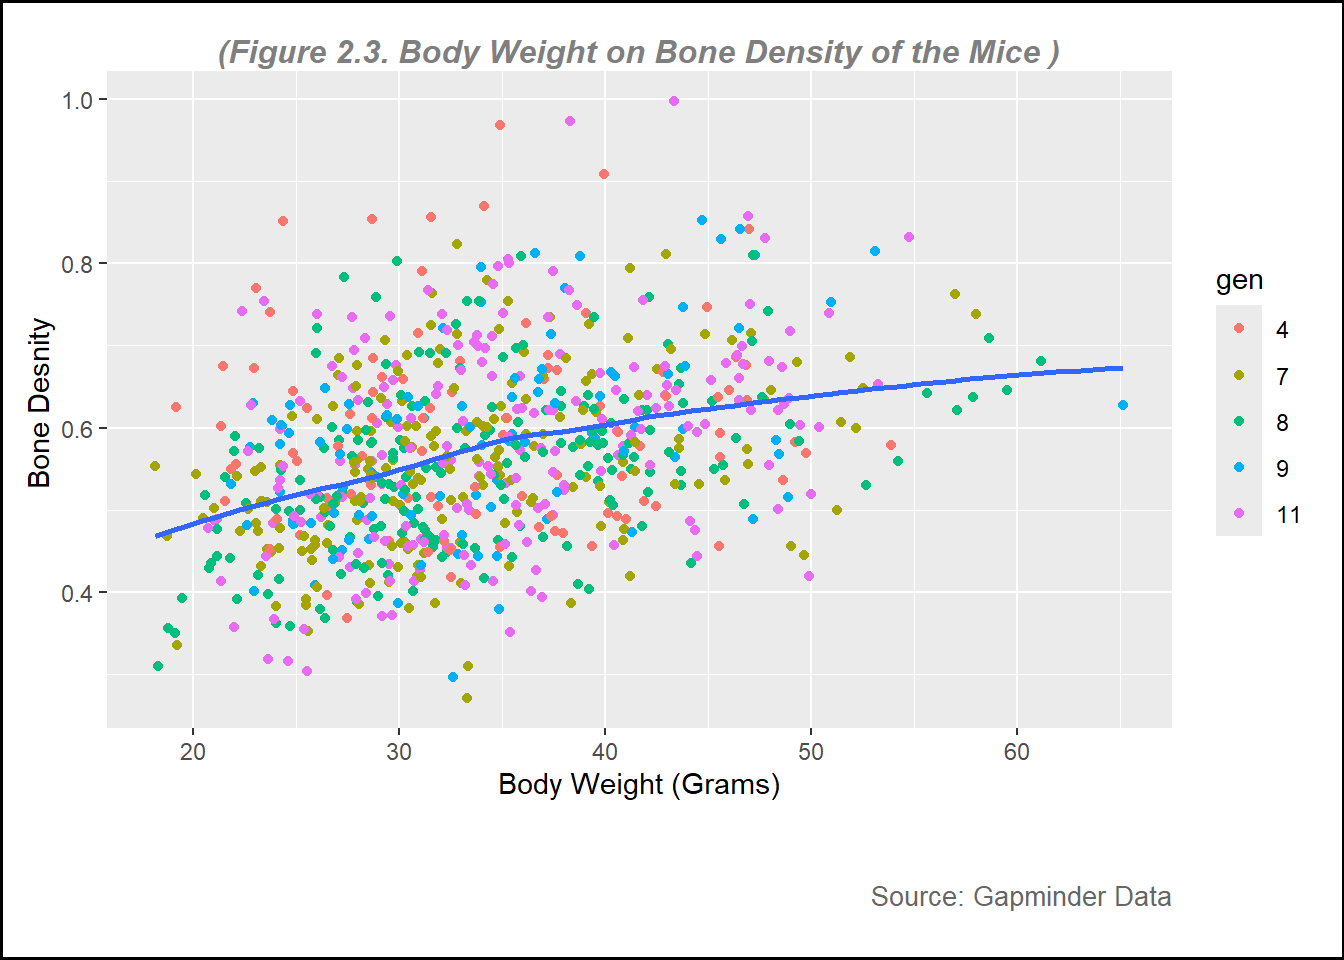 (Figure 2.3. Body Weight on Bone Density of the Mice )
1.0
0.8
0.6
0.4
Bone Desnity
20 30 40 50 60
Body Weight (Grams)
gen
4
7
8
9
11
Source: Gapminder Data